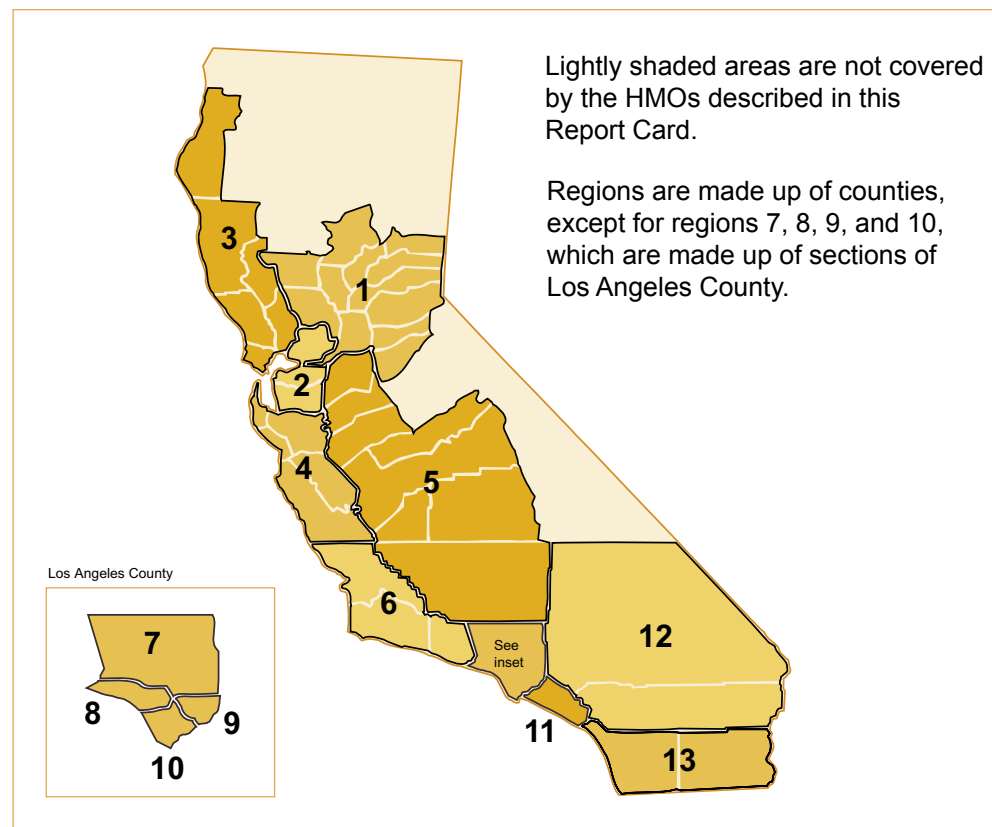 Lightly shaded areas are not covered
by the HMOs described in this
Report Card.
Regions are made up of counties,
except for regions 7, 8, 9, and 10,
which are made up of sections of
Los Angeles County.
3
1
2
4
5
6
Los Angeles County
7
8
9
10
See
inset
12
11
13